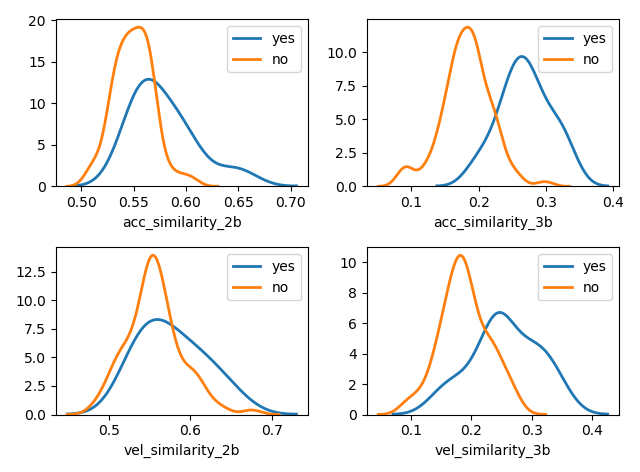 20
15
10
5
0
0.50 0.55 0.60 0.65 0.70
acc_similarity_2b
yes
no
10.0
7.5
5.0
2.5
0.0
0.1 0.2 0.3 0.4
acc_similarity_3b
yes
no
12.5
10.0
7.5
5.0
2.5
0.0
0.5 0.6 0.7
vel_similarity_2b
yes
no
10
8
6
4
2
0
0.1 0.2 0.3 0.4
vel_similarity_3b
yes
no